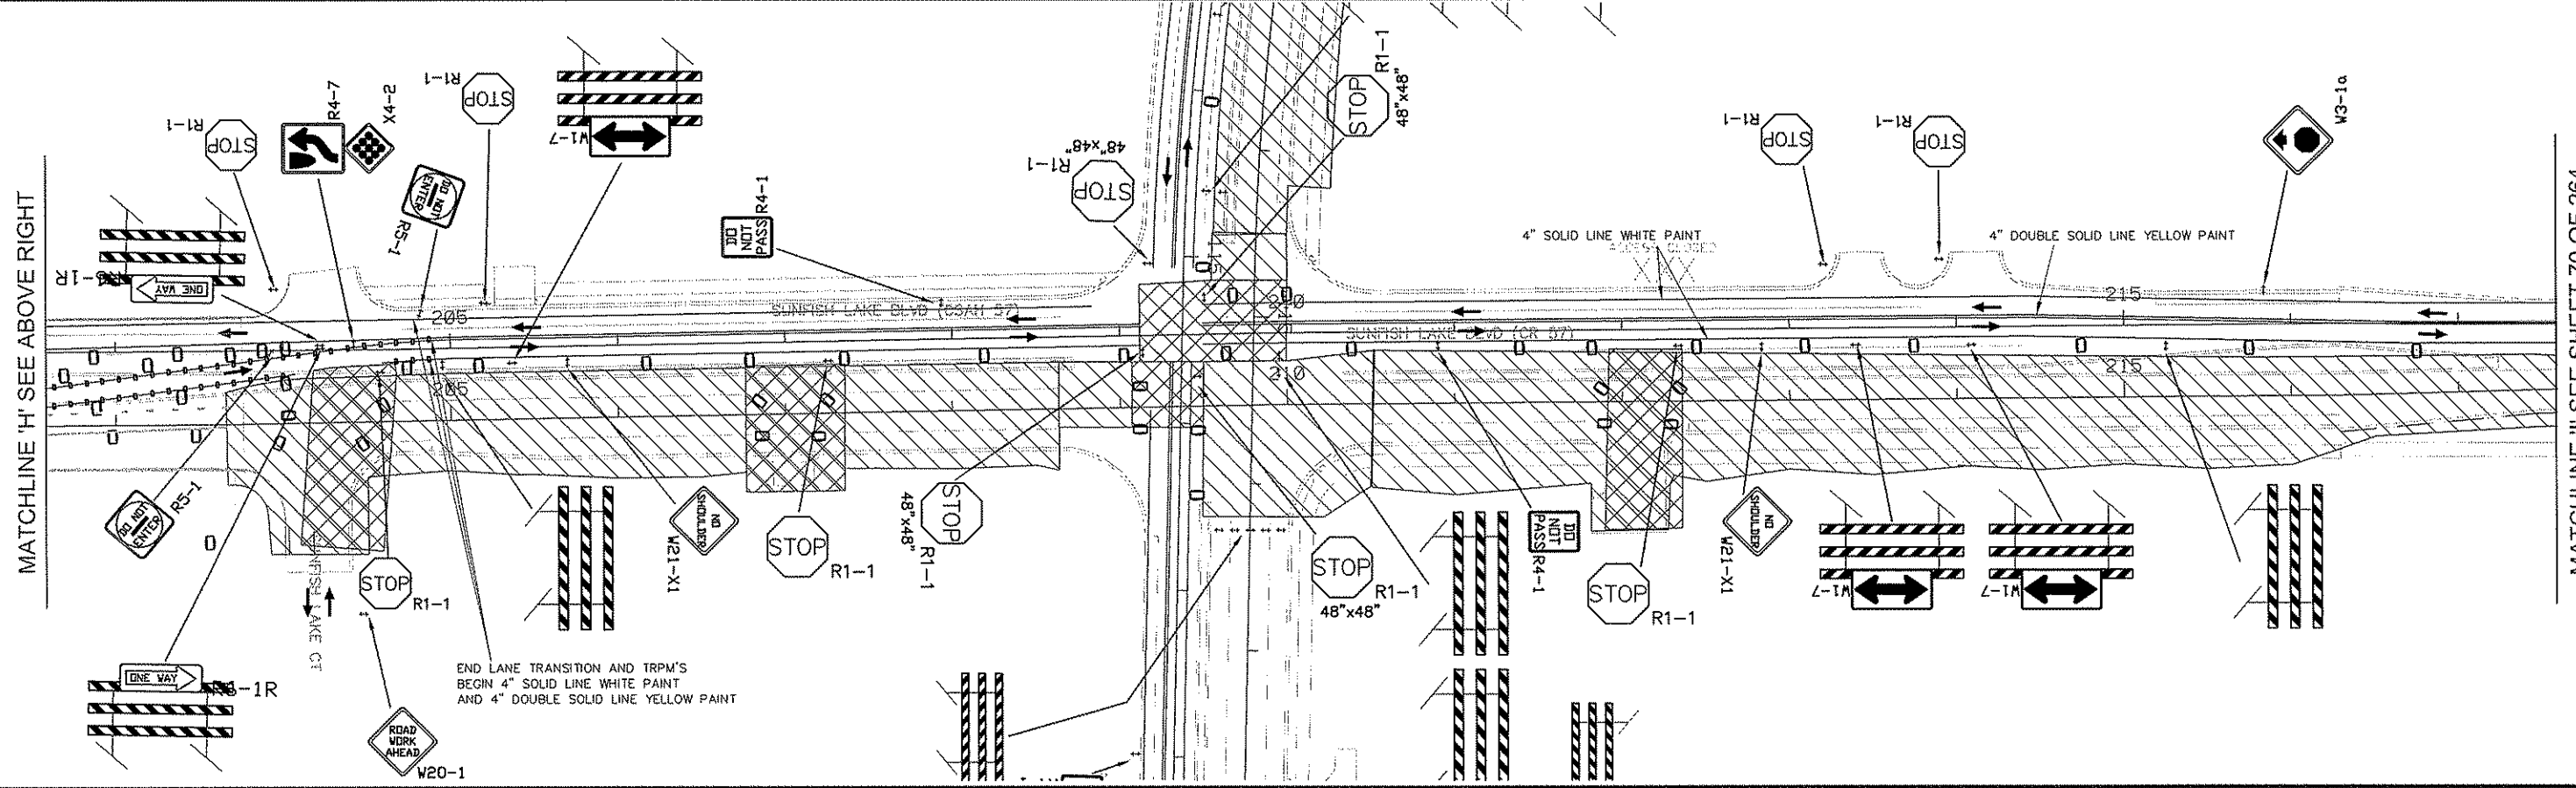 MATCHLINE 'H' SEE ABOVE RIGHT
R1-1
STOP
R4-7
X4-2
R1-1
STOP
DO NOT
ENTER
R5-1
W1-7
ONE WAY
DO
NOT
PASS
R4-1
R1-1
48"x48"
STOP
STOP
R1-1
48"x48"
R1-1
STOP
R1-1
STOP
W3-1a
4" SOLID LINE WHITE PAINT
ACCESS CLOSED
4" DOUBLE SOLID LINE YELLOW PAINT
205
SUNFISH LAKE BLVD (CSAH 57)
210
SUNFISH LAKE BLVD (CR 57)
215
205
210
215
DO NOT
ENTER
R5-1
STOP
R1-1
NO
SHOULDER
W21-X1
STOP
R1-1
STOP
48"x48"
R1-1
STOP
R1-1
48"x48"
DO
NOT
PASS
R4-1
STOP
R1-1
NO
SHOULDER
W21-X1
W1-7
W1-7
LAKE CT
ONE WAY
END LANE TRANSITION AND TRPM'S
BEGIN 4" SOLID LINE WHITE PAINT
AND 4" DOUBLE SOLID LINE YELLOW PAINT
ROAD
WORK
AHEAD
W20-1